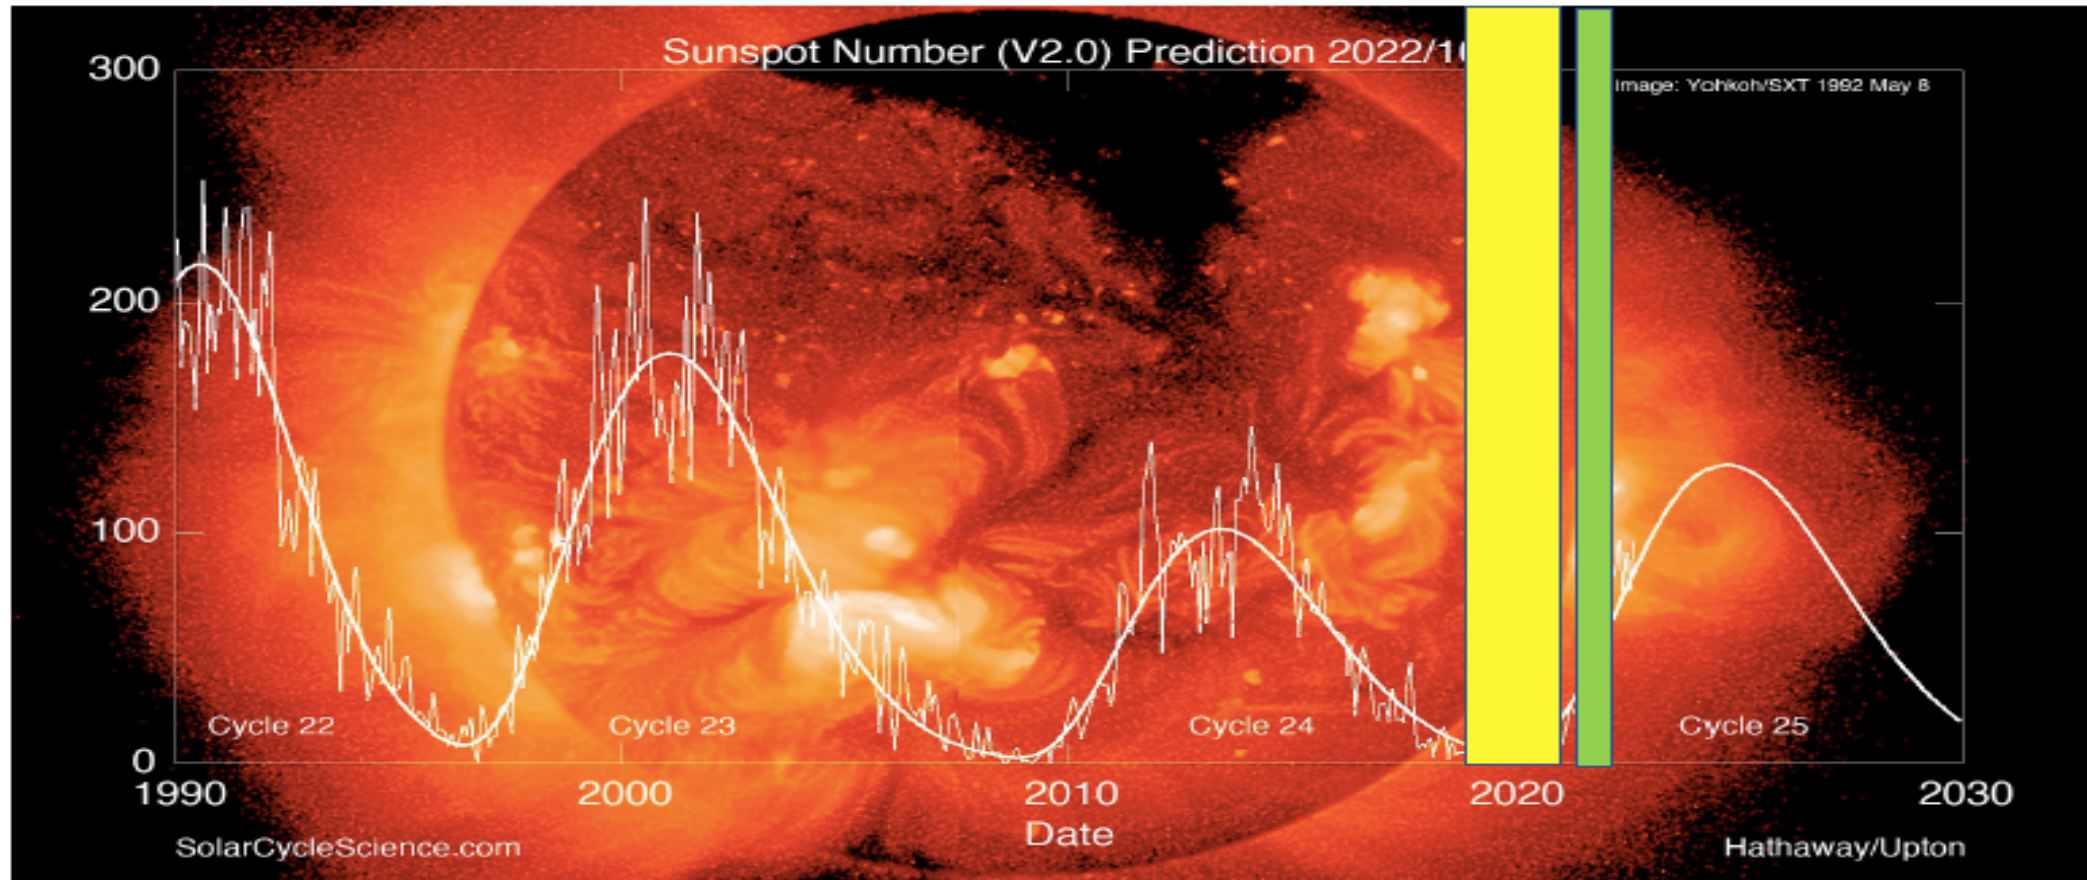 Sunspot Number (V2.0) Prediction 2022/1
300
image: Yohkoh/SXT 1992 May 8
200
100
Cycle 22 Cycle 23 Cycle 24 Cycle 25
0
1990 2000 2010 2020 2030
Date
SolarCycleScience.com Hathaway/Upton